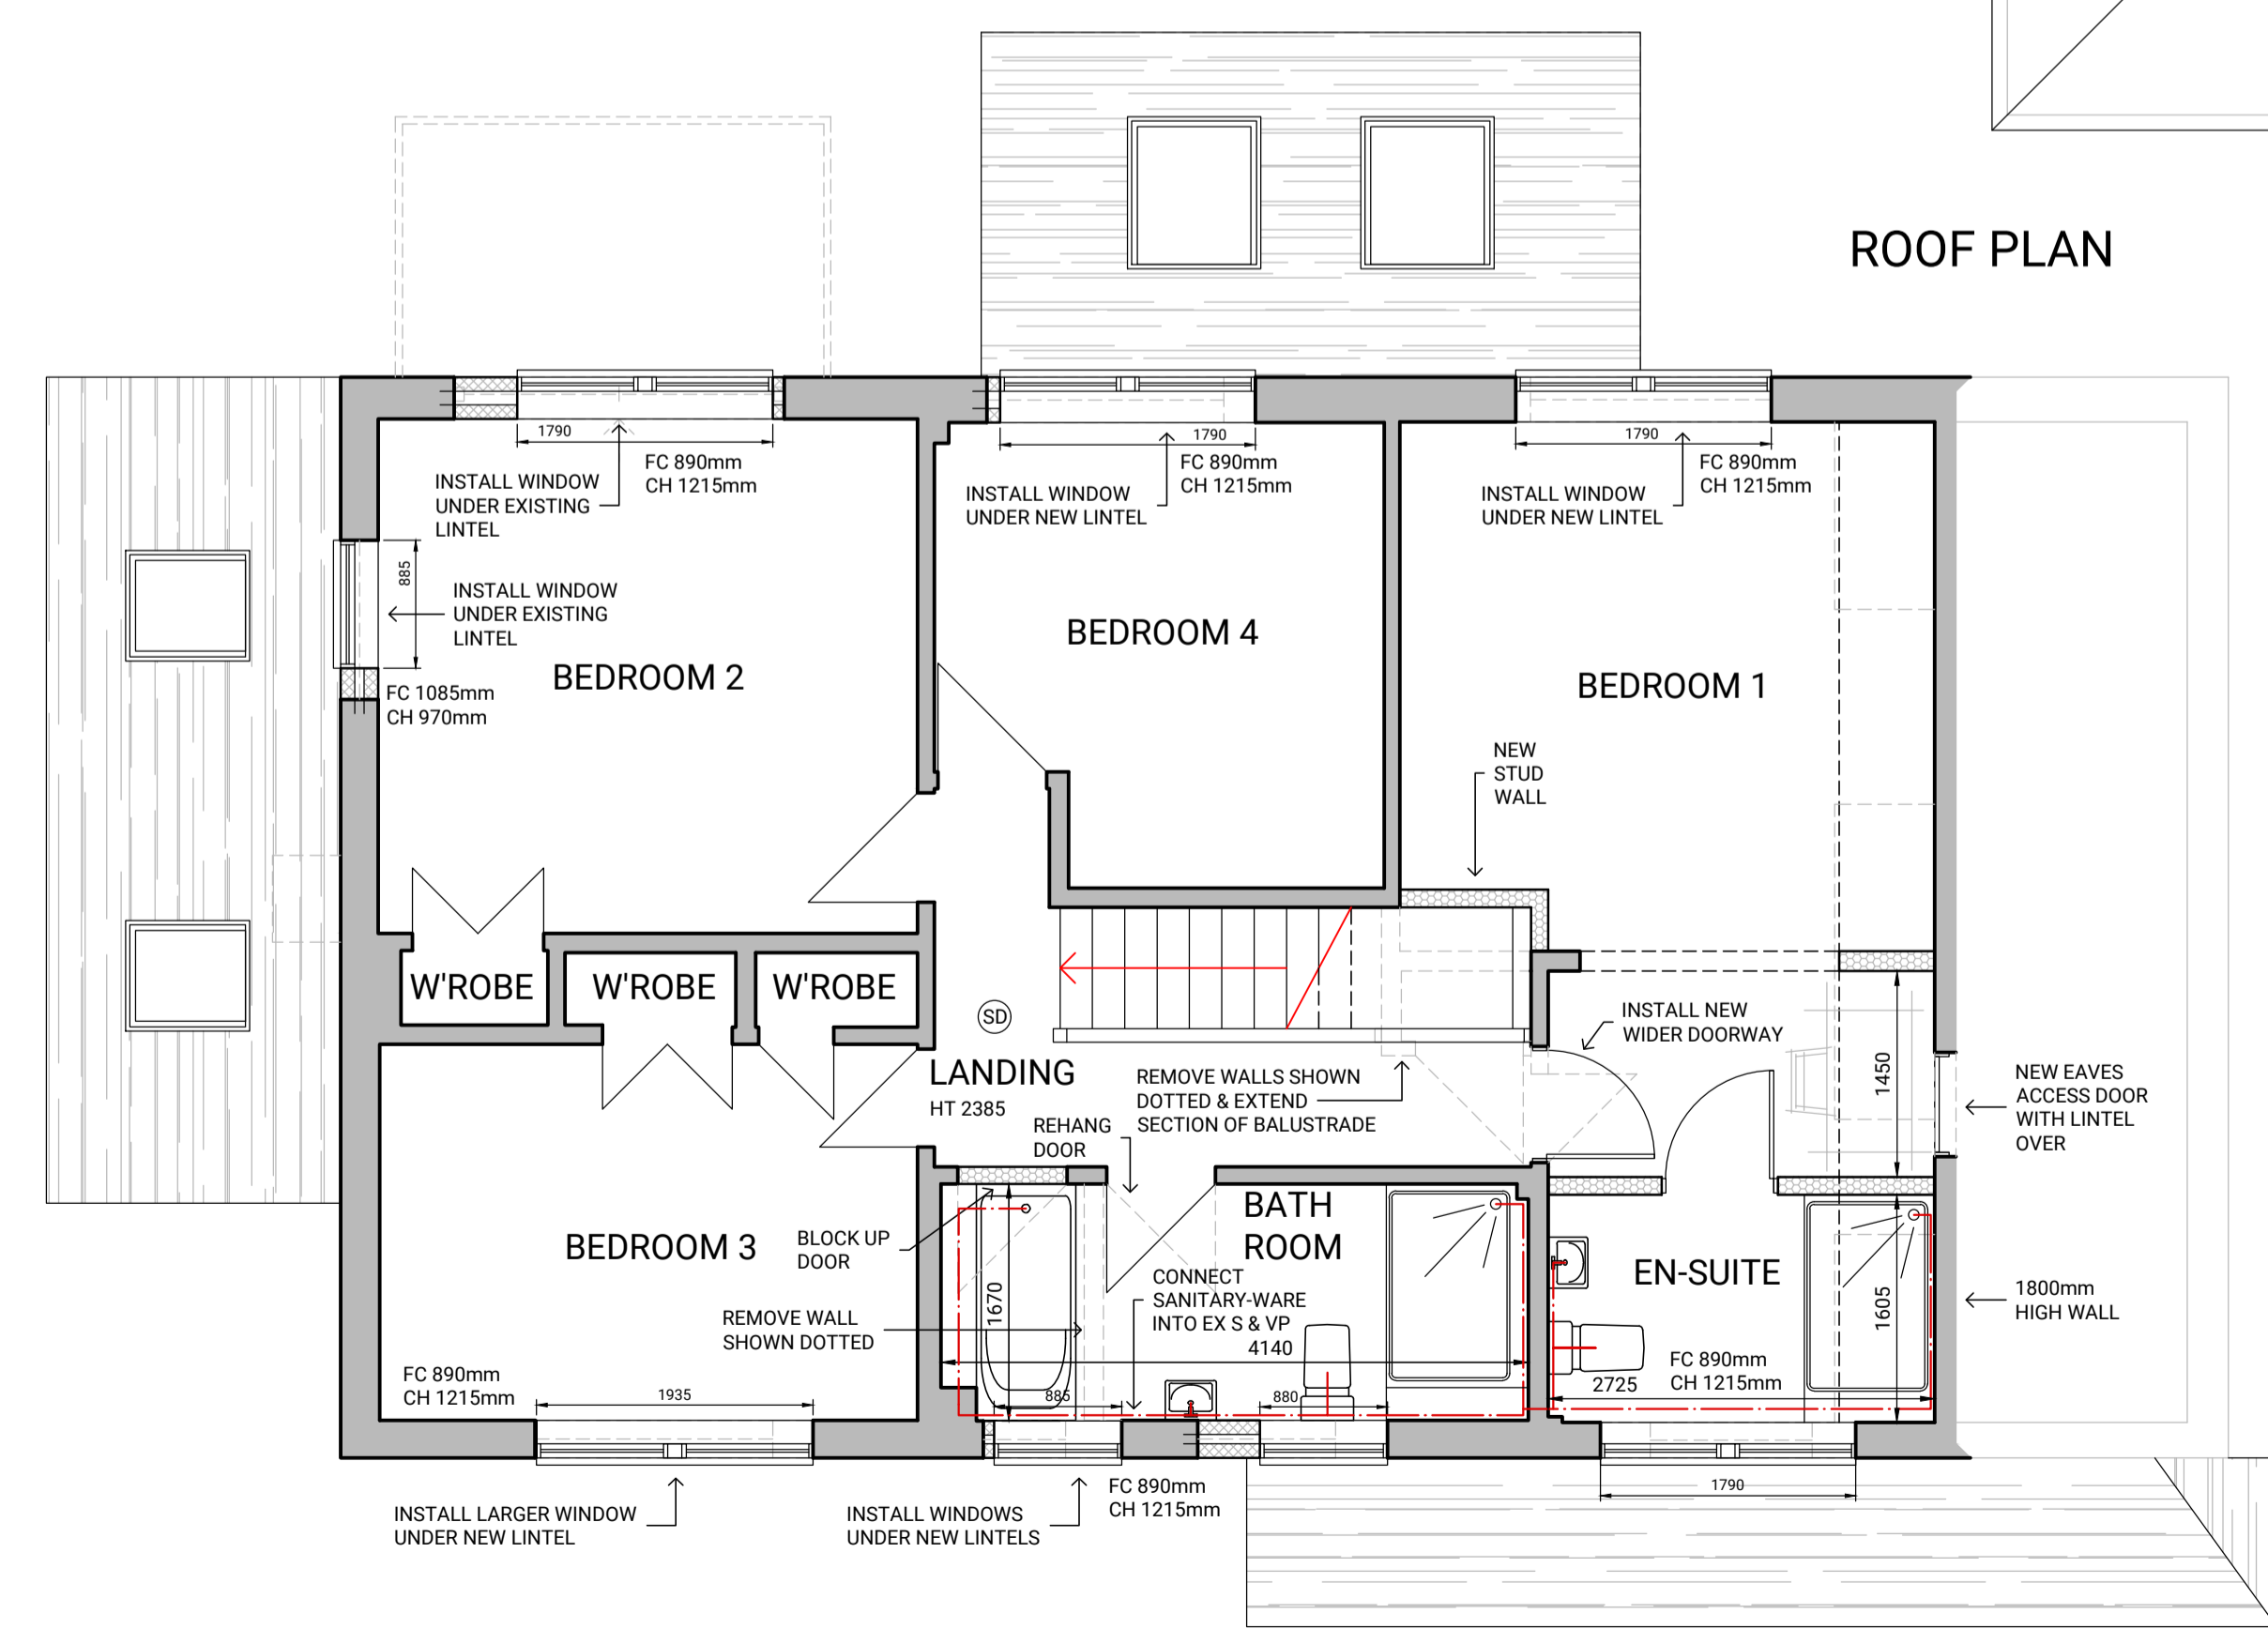 ROOF PLAN
1790
FC 890mm
CH 1215mm
INSTALL WINDOW
UNDER EXISTING
LINTEL
1790
FC 890mm
CH 1215mm
INSTALL WINDOW
UNDER NEW LINTEL
1790
FC 890mm
CH 1215mm
INSTALL WINDOW
UNDER NEW LINTEL
885
INSTALL WINDOW
UNDER EXISTING
LINTEL
BEDROOM 2
FC 1085mm
CH 970mm
BEDROOM 4
BEDROOM 1
NEW
STUD
WALL
W'ROBE
W'ROBE
W'ROBE
SD
LANDING
HT 2385
REMOVE WALLS SHOWN
DOTTED & EXTEND
SECTION OF BALUSTRADE
REHANG
DOOR
INSTALL NEW
WIDER DOORWAY
1450
NEW EAVES
ACCESS DOOR
WITH LINTEL
OVER
BEDROOM 3
BLOCK UP
DOOR
REMOVE WALL
SHOWN DOTTED
1670
BATH
ROOM
CONNECT
SANITARY-WARE
INTO EX S & VP
4140
885
880
EN-SUITE
1605
1800mm
HIGH WALL
FC 890mm
CH 1215mm
2725
FC 890mm
CH 1215mm
1935
1790
INSTALL LARGER WINDOW
UNDER NEW LINTEL
INSTALL WINDOWS
UNDER NEW LINTELS
FC 890mm
CH 1215mm